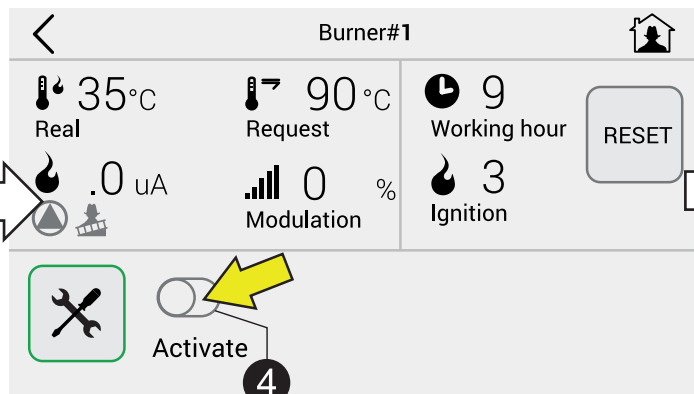 Burner#1
35°C
Real
90°C
Request
9
Working hour
RESET
.0 uA
0 %
Modulation
3
Ignition
Activate
4